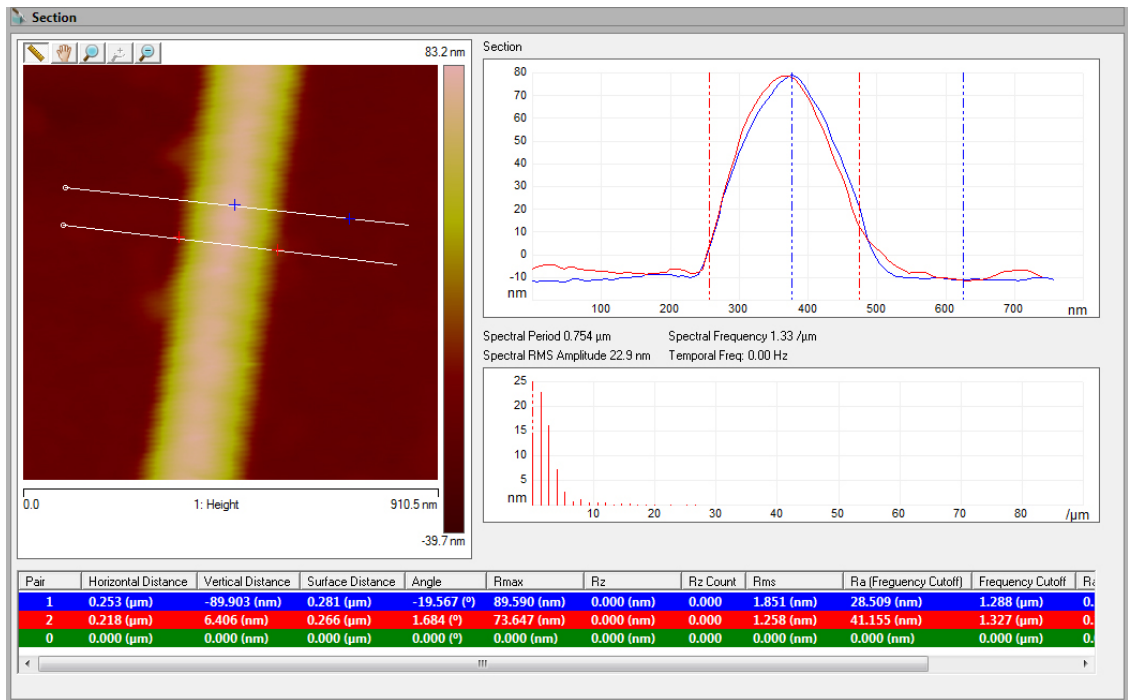 Section
83.2 nm
0.0 1: Height 910.5 nm
-39.7 nm
Section
80
70
60
50
40
30
20
10
0
-10
nm 100 200 300 400 500 600 700 nm
Spectral Period 0.754 µm Spectral Frequency 1.33 /µm
Spectral RMS Amplitude 22.9 nm Temporal Freq: 0.00 Hz
25
20
15
10
5
nm 10 20 30 40 50 60 70 80 /µm
Pair Horizontal Distance Vertical Distance Surface Distance Angle Rmax Rz Rz Count Rms Ra (Freguency Cutoff) Frequency Cutoff Ra
1 0.253 (µm) -89.903 (nm) 0.281 (µm) -19.567 (º) 89.590 (nm) 0.000 (nm) 0.000 1.851 (nm) 28.509 (nm) 1.288 (µm) 0.
2 0.218 (µm) 6.406 (nm) 0.266 (µm) 1.684 (º) 73.647 (nm) 0.000 (nm) 0.000 1.258 (nm) 41.155 (nm) 1.327 (µm) 0.
0 0.000 (µm) 0.000 (nm) 0.000 (µm) 0.000 (º) 0.000 (nm) 0.000 (nm) 0.000 0.000 (nm) 0.000 (nm) 0.000 (µm) 0.0